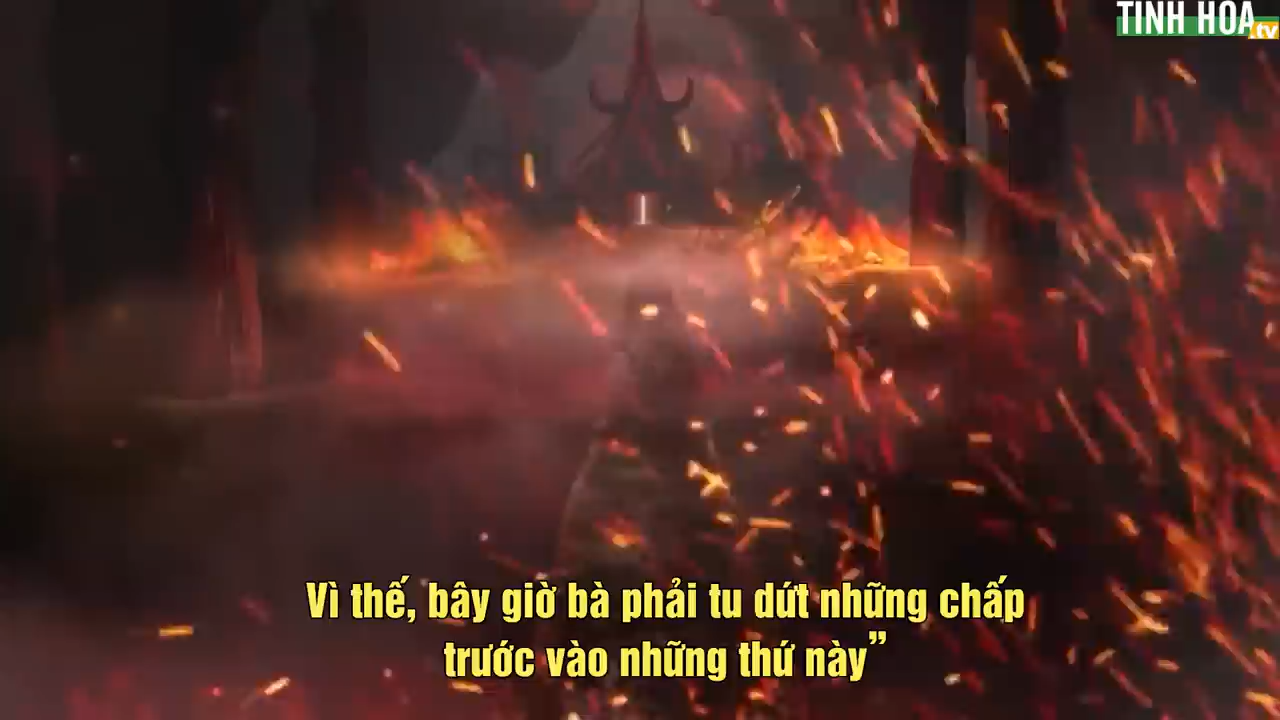 TINH HOA
.tv
Vì thế, bây giờ bà phải tu dứt những chấp
trước vào những thứ này”